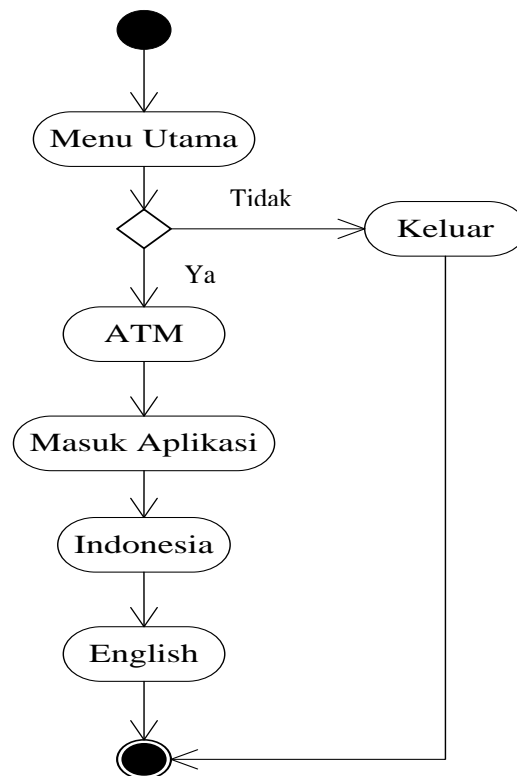 Menu Utama
Tidak
Keluar
Ya
ATM
Masuk Aplikasi
Indonesia
English